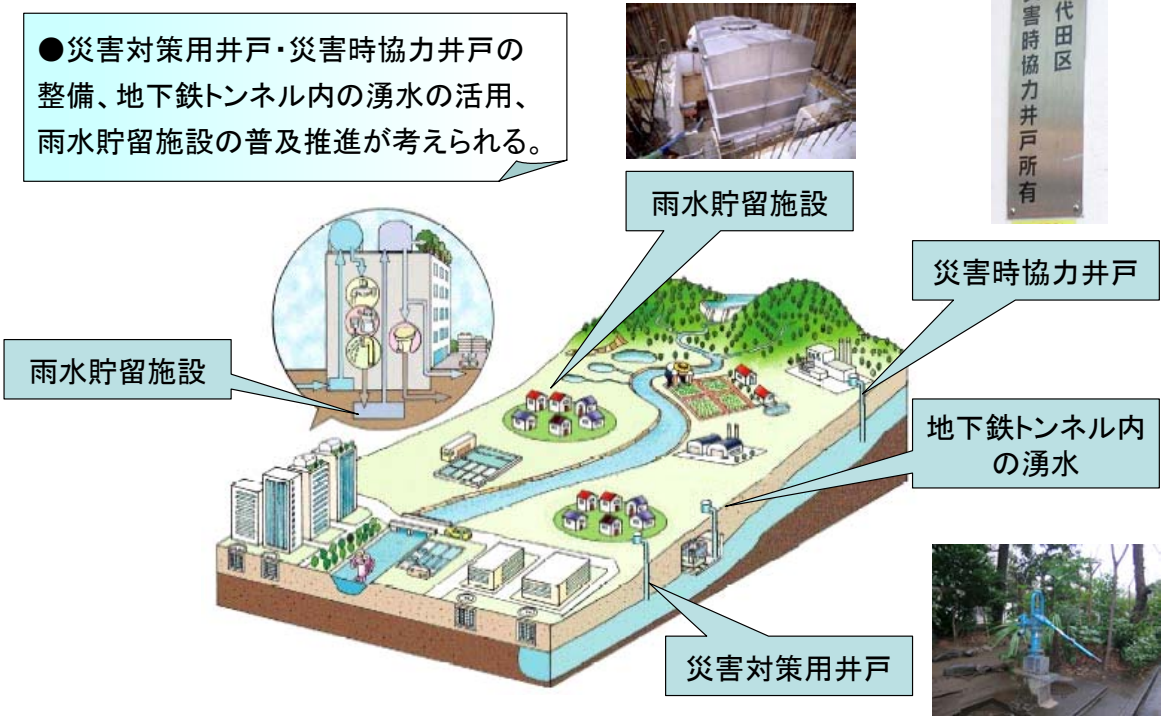 ●災害対策用井戸・災害時協力井戸の
整備、地下鉄トンネル内の湧水の活用、
雨水貯留施設の普及推進が考えられる。
代田区
害時協力井戸所有
雨水貯留施設
災害時協力井戸
雨水貯留施設
地下鉄トンネル内
の湧水
災害対策用井戸